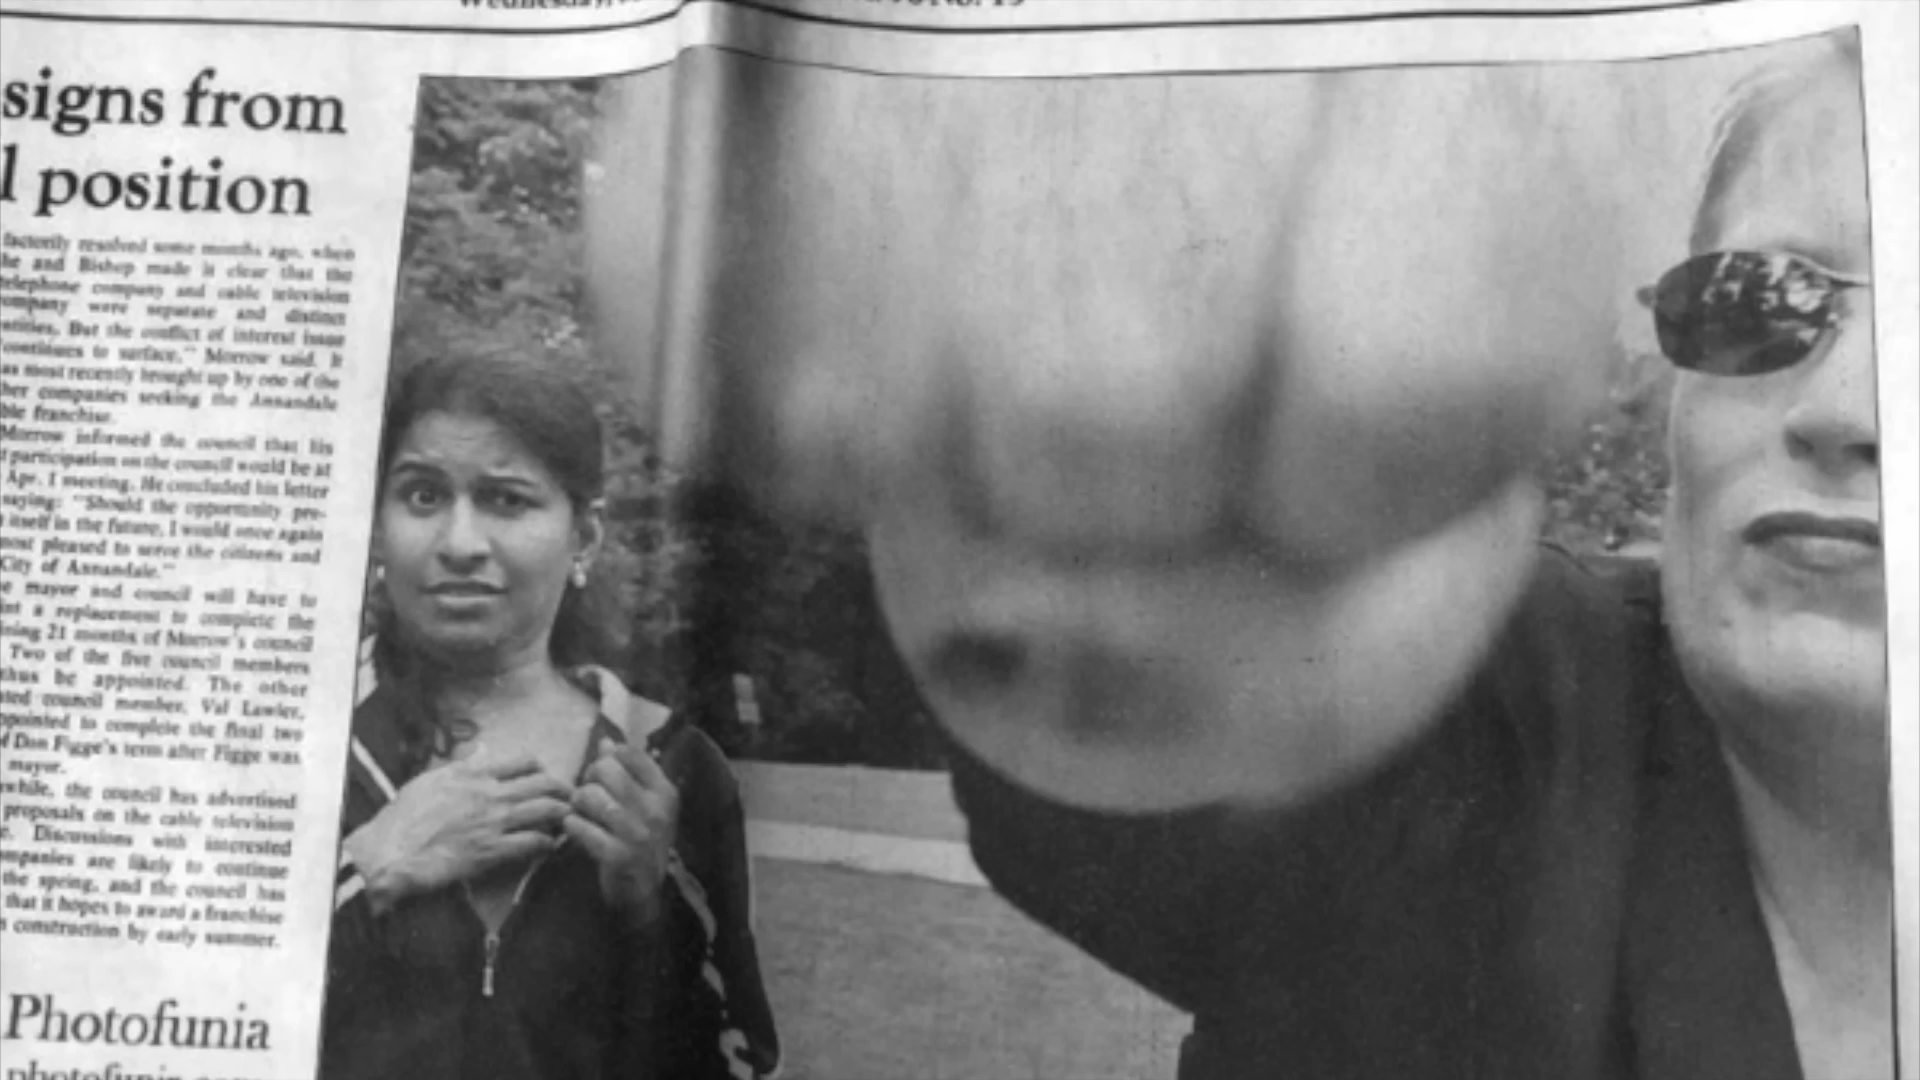 signs from
l position
factorily resolved some months ago, when
he and Bishop made it clear that the
telephone company and cable television
ompany were separate and distinct
entities. But the conflict of interest issue
"continues to surface," Morrow said. It
as most recently brought up by one of the
her companies seeking the Annandale
ble franchise.
Morrow informed the council that his
f participation on the council would be at
Apr. 1 meeting. He concluded his letter
saying: "Should the opportunity pre-
itself in the future, I would once again
most pleased to serve the citizens and
City of Annandale."
e mayor and council will have to
int a replacement to complete the
ining 21 months of Morrow's council
Two of the five council members
thus be appointed. The other
ted council member, Val Lawler,
ppointed to complete the final two
f Don Figge's term after Figge was
mayor.
while, the council has advertised
proposals on the cable television
e. Discussions with interested
ompanies are likely to continue
the spring, and the council has
that it hopes to award a franchise
construction by early summer.
Photofunia